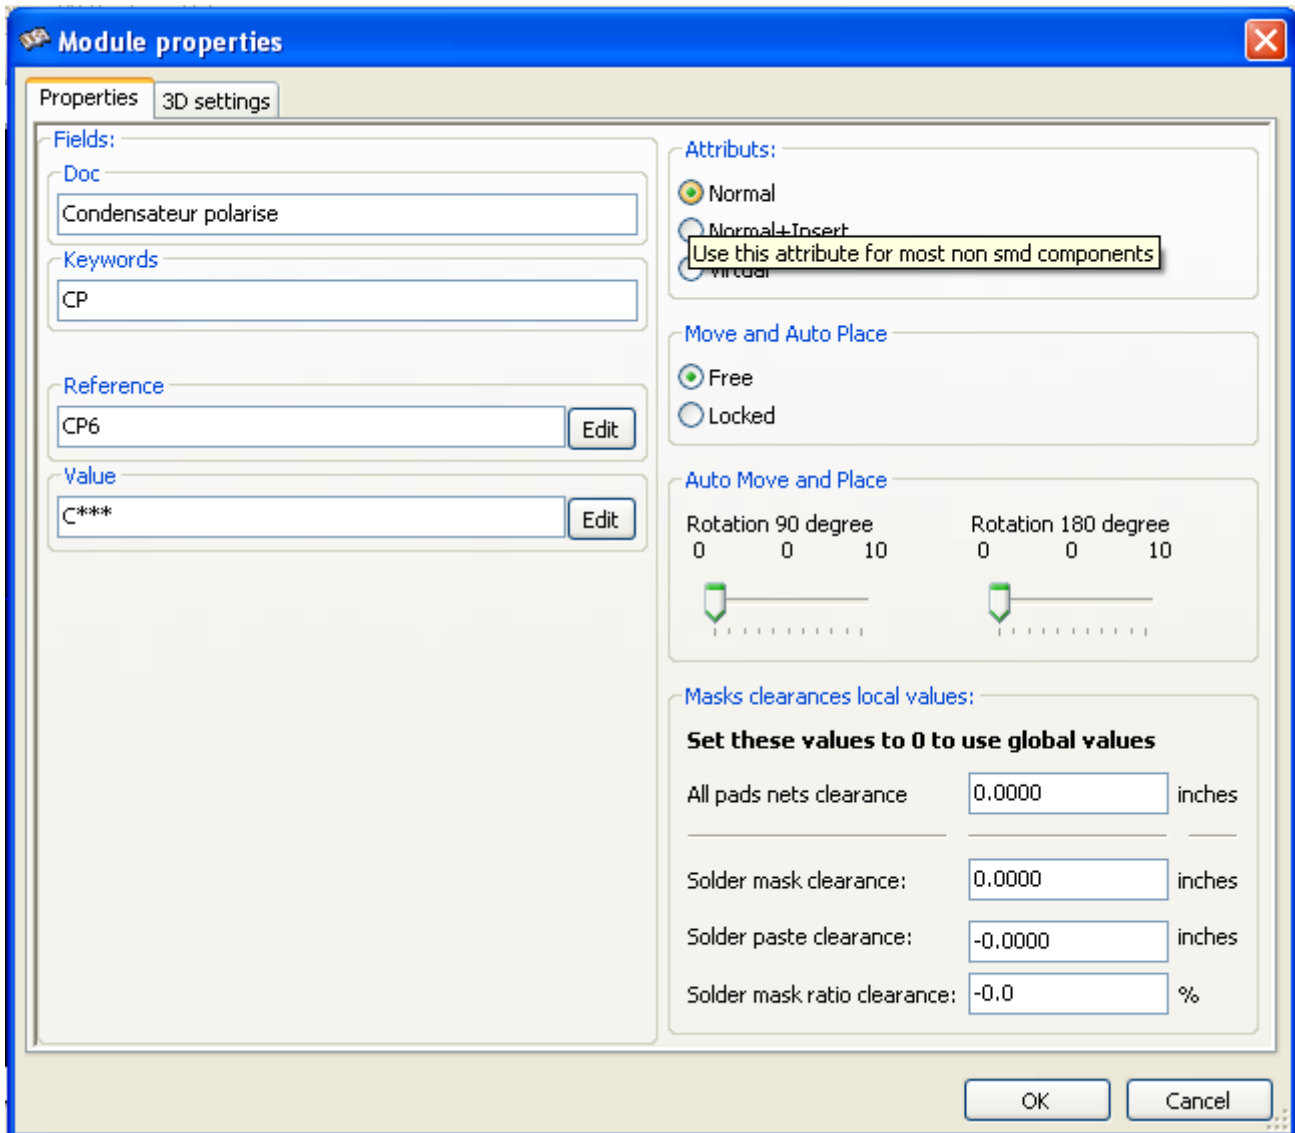 Module properties
Properties
3D settings
Fields:
Doc
Condensateur polarise
Keywords
CP
Reference
CP6
Edit
Value
C***
Edit
Attributs:
Normal
Normal+Insert
Use this attribute for most non smd components
Virtual
Move and Auto Place
Free
Locked
Auto Move and Place
Rotation 90 degree
0 0 10
Rotation 180 degree
0 0 10
Masks clearances local values:
Set these values to 0 to use global values
All pads nets clearance 0.0000 inches
Solder mask clearance: 0.0000 inches
Solder paste clearance: -0.0000 inches
Solder mask ratio clearance: -0.0 %
OK Cancel